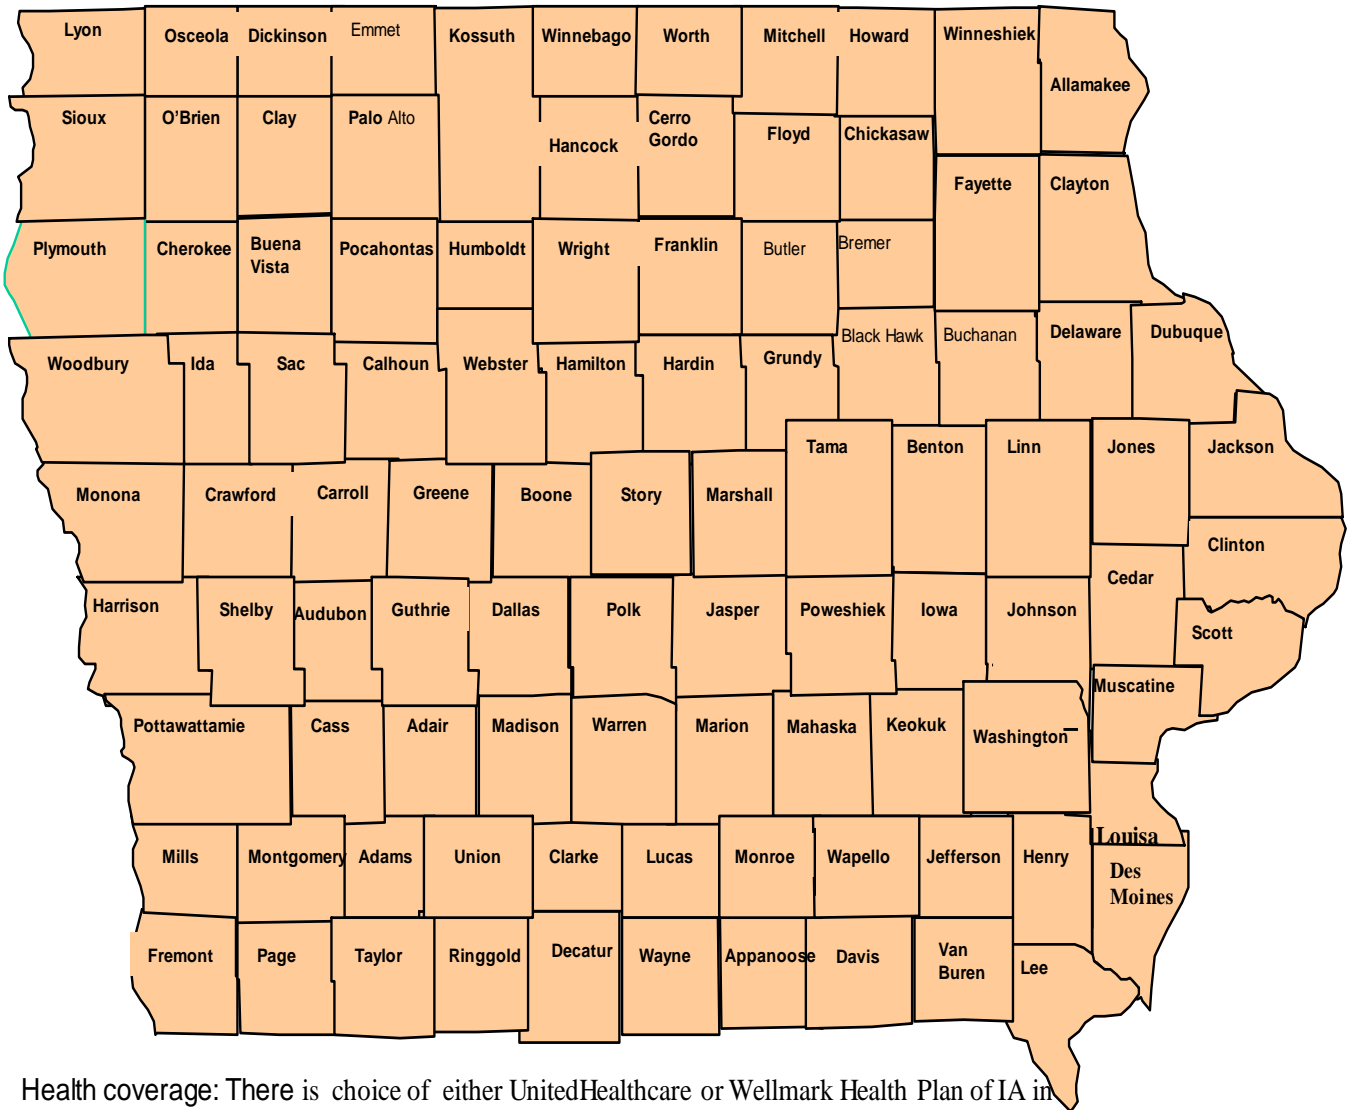 Lyon
Osceola
Dickinson
Emmet
Kossuth
Winnebago
Worth
Mitchell
Howard
Winneshiek
Allamakee
Sioux
O'Brien
Clay
Palo Alto
Hancock
Cerro
Gordo
Floyd
Chickasaw
Fayette
Clayton
Plymouth
Cherokee
Buena
Vista
Pocahontas
Humboldt
Wright
Franklin
Butler
Bremer
Woodbury
Ida
Sac
Calhoun
Webster
Hamilton
Hardin
Grundy
Black Hawk
Buchanan
Delaware
Dubuque
Tama
Benton
Linn
Jones
Jackson
Monona
Crawford
Carroll
Greene
Boone
Story
Marshall
Clinton
Cedar
Harrison
Shelby
Audubon
Guthrie
Dallas
Polk
Jasper
Poweshiek
Iowa
Johnson
Scott
Muscatine
Pottawattamie
Cass
Adair
Madison
Warren
Marion
Mahaska
Keokuk
Washington
Louisa
Mills
Montgomery
Adams
Union
Clarke
Lucas
Monroe
Wapello
Jefferson
Henry
Des
Moines
Fremont
Page
Taylor
Ringgold
Decatur
Wayne
Appanoose
Davis
Van
Buren
Lee
Health coverage: There is choice of either UnitedHealthcare or Wellmark Health Plan of IA in